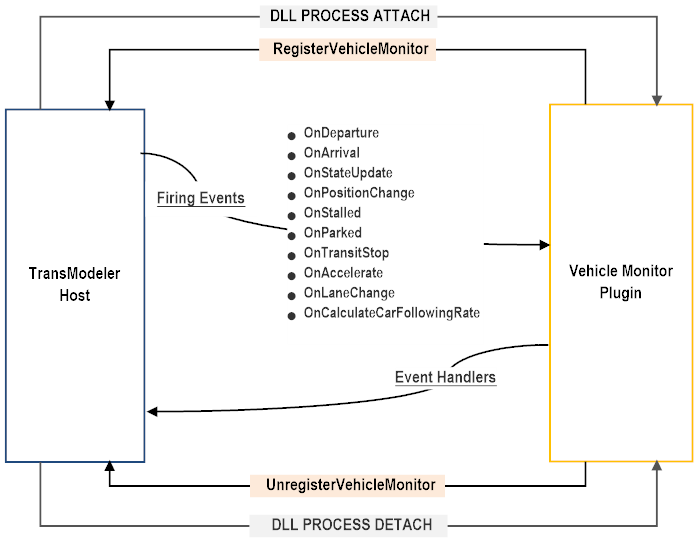 DLL PROCESS ATTACH
RegisterVehicleMonitor
OnDeparture
OnArrival
OnStateUpdate
OnPositionChange
OnStalled
OnParked
OnTransitStop
OnAccelerate
OnLaneChange
OnCalculateCarFollowingRate
Firing Events
TransModeler
Host
Vehicle Monitor
Plugin
Event Handlers
UnregisterVehicleMonitor
DLL PROCESS DETACH